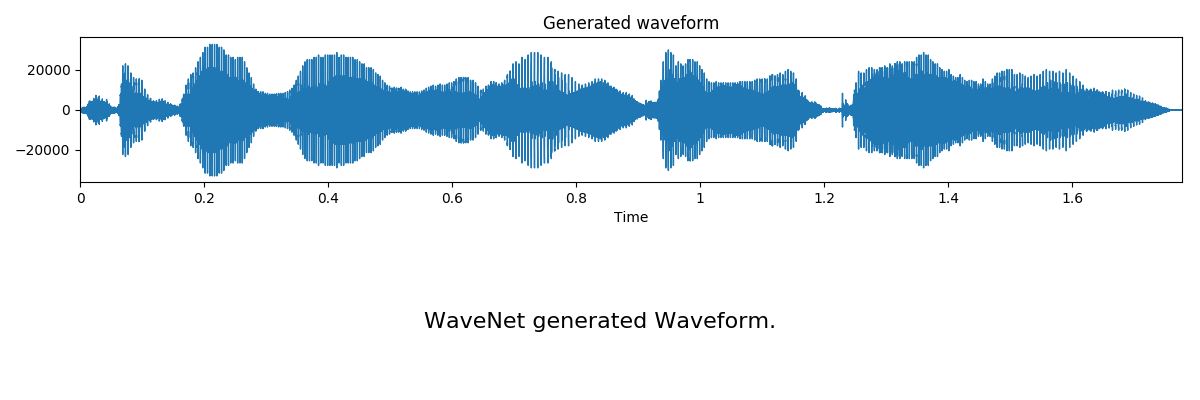 Generated waveform
20000
0
−20000
0 0.2 0.4 0.6 0.8 1 1.2 1.4 1.6
Time
WaveNet generated Waveform.